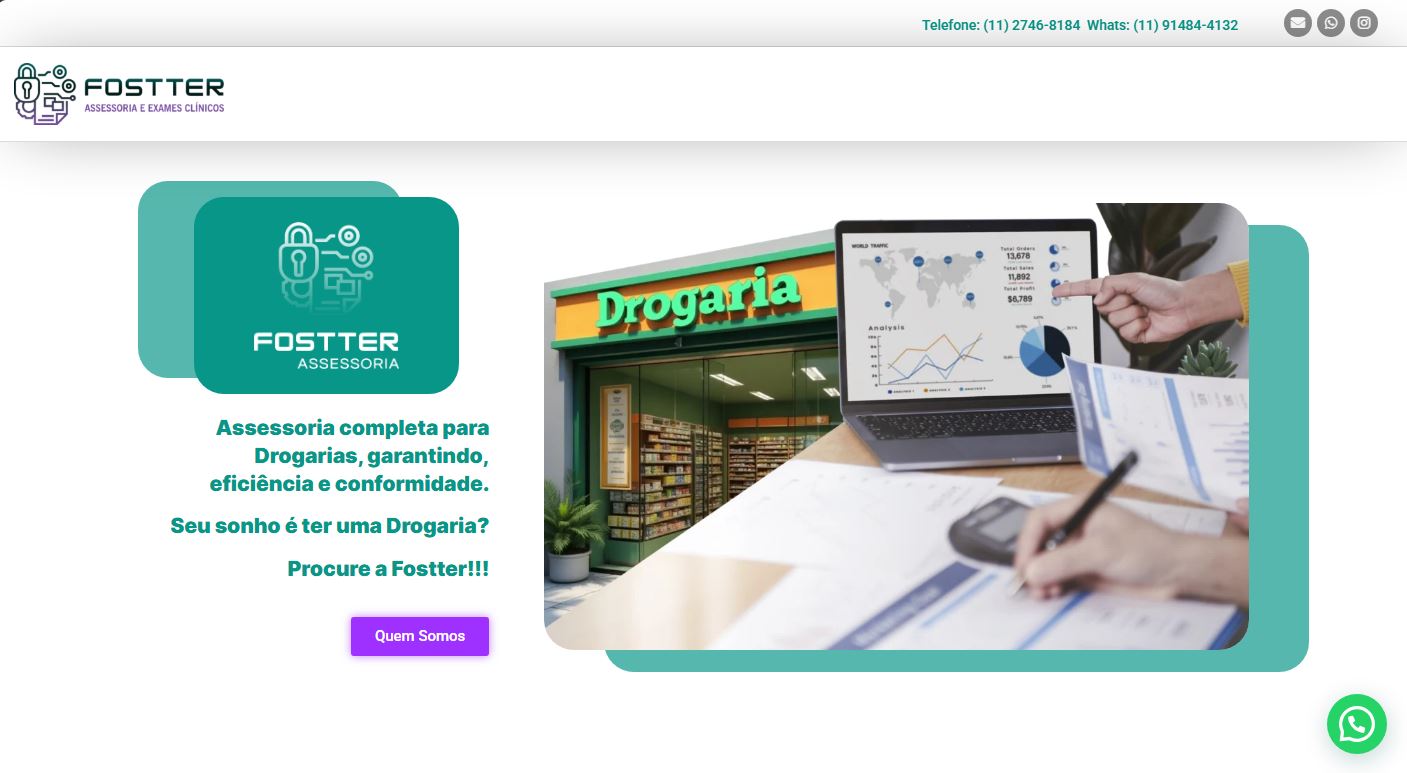 Telefone: (11) 2746-8184  Whats: (11) 91484-4132
FOSTTER
ASSESSORIA E EXAMES CLÍNICOS
FOSTTER
ASSESSORIA
Assessoria completa para
Drogarias, garantindo,
eficiência e conformidade.
Seu sonho é ter uma Drogaria?
Procure a Fostter!!!
Quem Somos
Drogaria
WORLD TRAFFIC
Total Orders
13,678
Total Sales
11,892
Total Profit
$6,789
Analysis